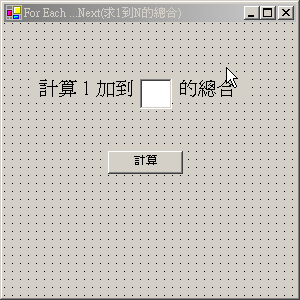 For Each ...Next(求1到N的總合)
計算 1 加到 的總合
計算